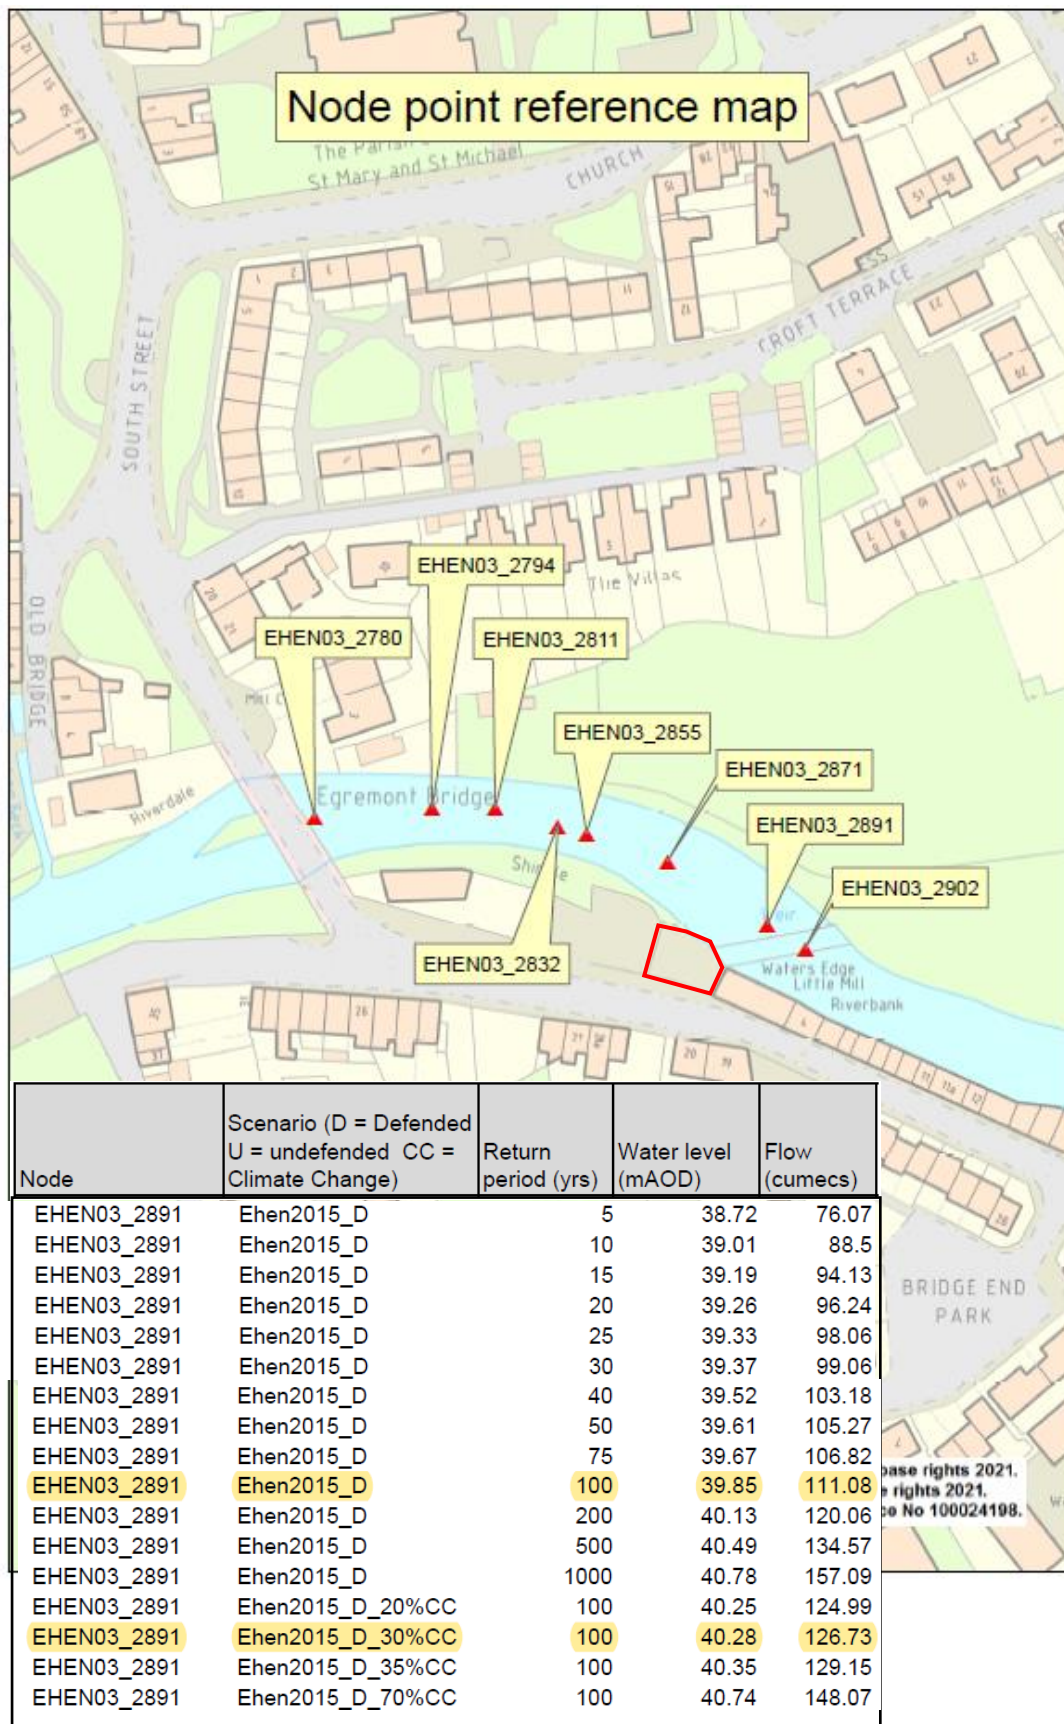 Node point reference map
The Parish
St Mary and St Michael
CHURCH
SOUTH STREET
CROFT TERRACE
OLD BRIDGE
The Villas
EHEN03_2794
EHEN03_2780
EHEN03_2811
EHEN03_2855
EHEN03_2871
EHEN03_2891
EHEN03_2902
EHEN03_2832
Riverdale
Egremont Bridge
Weir
Waters Edge
Little Mill
Riverbank
BRIDGE END
PARK
Node
Scenario (D = Defended
U = undefended CC =
Climate Change)
Return
period (yrs)
Water level
(mAOD)
Flow
(cumecs)
EHEN03_2891 Ehen2015_D 5 38.72 76.07
EHEN03_2891 Ehen2015_D 10 39.01 88.5
EHEN03_2891 Ehen2015_D 15 39.19 94.13
EHEN03_2891 Ehen2015_D 20 39.26 96.24
EHEN03_2891 Ehen2015_D 25 39.33 98.06
EHEN03_2891 Ehen2015_D 30 39.37 99.06
EHEN03_2891 Ehen2015_D 40 39.52 103.18
EHEN03_2891 Ehen2015_D 50 39.61 105.27
EHEN03_2891 Ehen2015_D 75 39.67 106.82
EHEN03_2891 Ehen2015_D 100 39.85 111.08
EHEN03_2891 Ehen2015_D 200 40.13 120.06
EHEN03_2891 Ehen2015_D 500 40.49 134.57
EHEN03_2891 Ehen2015_D 1000 40.78 157.09
EHEN03_2891 Ehen2015_D_20%CC 100 40.25 124.99
EHEN03_2891 Ehen2015_D_30%CC 100 40.28 126.73
EHEN03_2891 Ehen2015_D_35%CC 100 40.35 129.15
EHEN03_2891 Ehen2015_D_70%CC 100 40.74 148.07
base rights 2021.
rights 2021.
No 100024198.